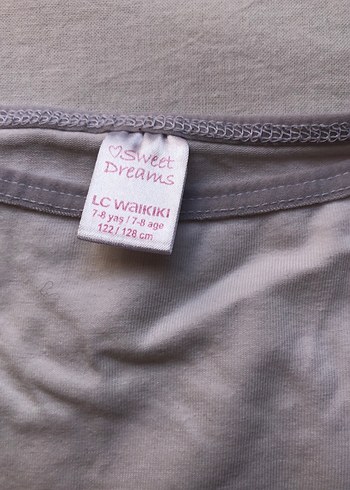 Sweet
Dreams
LC WAIKIKI
7-8 yaş / 7-8 age
122 / 128 cm